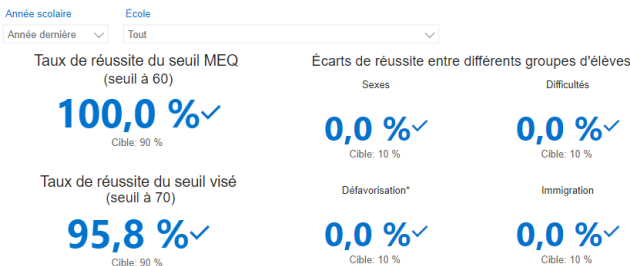 Année scolaire
École
Année dernière
Tout
Taux de réussite du seuil MEQ
(seuil à 60)
100,0 %
Cible: 90 %
Écarts de réussite entre différents groupes d'élèves
Sexes
0,0 %
Cible: 10 %
Difficultés
0,0 %
Cible: 10 %
Taux de réussite du seuil visé
(seuil à 70)
95,8 %
Cible: 90 %
Défavorisation*
0,0 %
Cible: 10 %
Immigration
0,0 %
Cible: 10 %